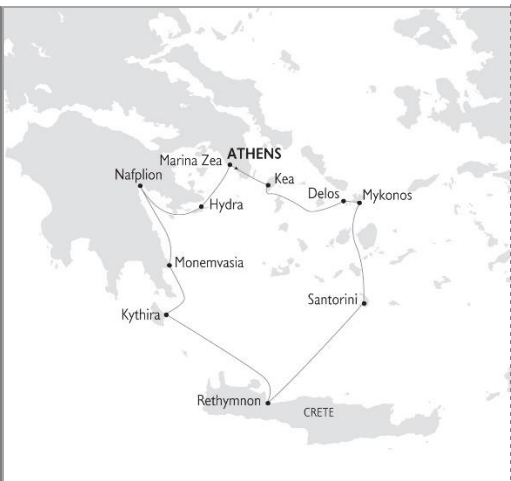 Marina Zea ATHENS
Nafplion
Kea
Delos
Mykonos
Hydra
Monemvasia
Santorini
Kythira
Rethymnon
CRETE